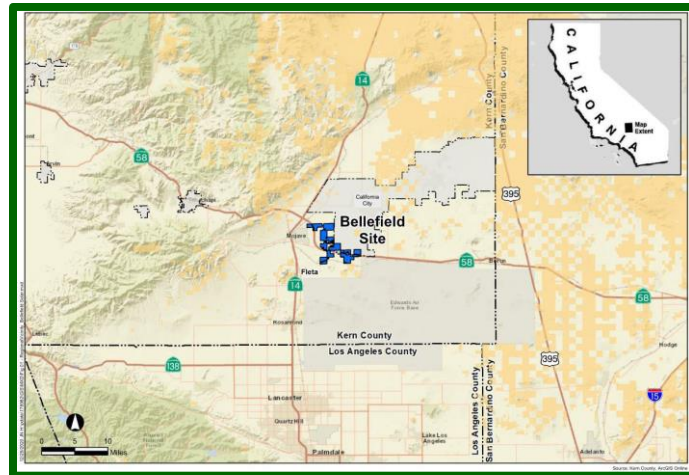 CALIFORNIA
Map
Extent
14
58
Kern County
San Bernardino County
395
California
City
Bellefield
Site
Mojave
58
58
Fleta
14
Edwards Air
Force Base
Rosamond
Kern County
Los Angeles County
138
395
Los Angeles County
San Bernardino County
Hodge
15
Lancaster
Quartz Hill
Lake Los
Angeles
Adelanto
Palmdale
0 5 10
Miles
Source: Kern County, ArcGIS Online